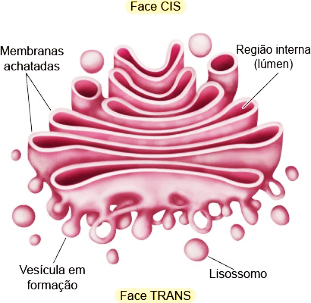 Face CIS
Membranas
achatadas
Região interna
(lúmen)
Vesícula em
formação
Lisossomo
Face TRANS